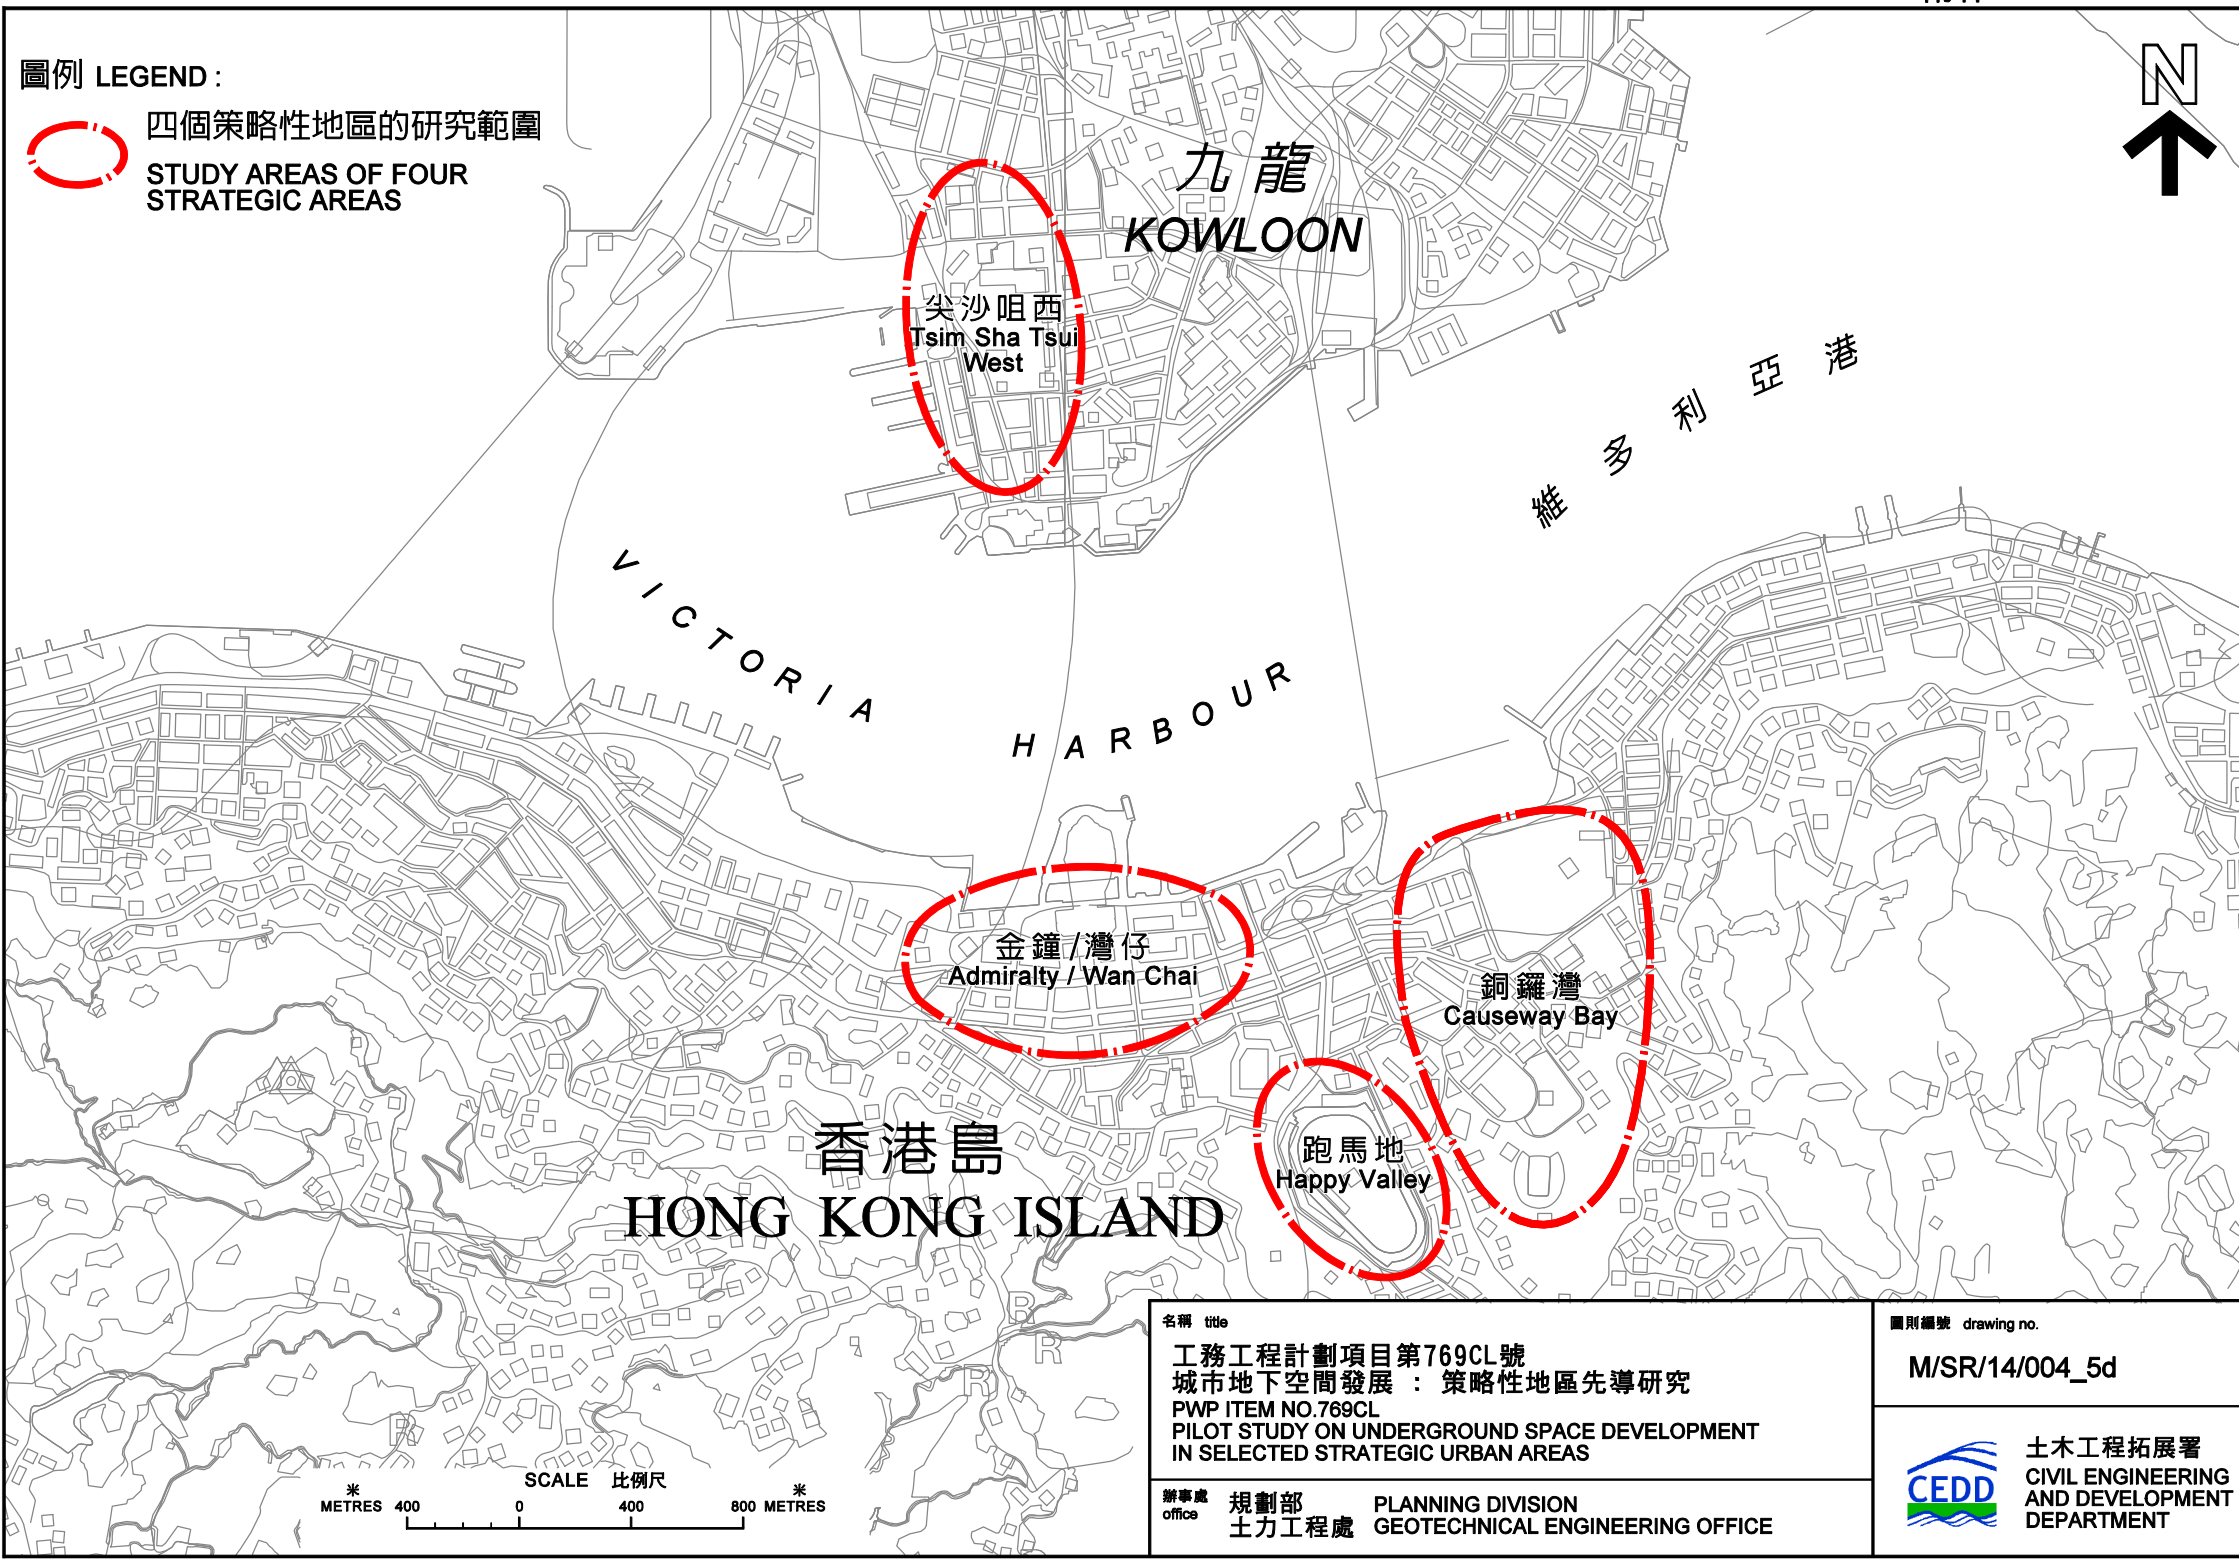 圖例 LEGEND :
四個策略性地區的研究範圍
STUDY AREAS OF FOUR
STRATEGIC AREAS
N
九龍
KOWLOON
尖沙咀西
Tsim Sha Tsui
West
維多利亞港
VICTORIA HARBOUR
金鐘/灣仔
Admiralty / Wan Chai
銅鑼灣
Causeway Bay
跑馬地
Happy Valley
香港島
HONG KONG ISLAND
R
R
R
R
SCALE 比例尺
米 米
METRES 400 0 400 800 METRES
名稱 title
工務工程計劃項目第769CL號
城市地下空間發展 : 策略性地區先導研究
PWP ITEM NO.769CL
PILOT STUDY ON UNDERGROUND SPACE DEVELOPMENT
IN SELECTED STRATEGIC URBAN AREAS
辦事處
office
規劃部 PLANNING DIVISION
土力工程處 GEOTECHNICAL ENGINEERING OFFICE
圖則編號 drawing no.
M/SR/14/004_5d
CEDD
土木工程拓展署
CIVIL ENGINEERING
AND DEVELOPMENT
DEPARTMENT